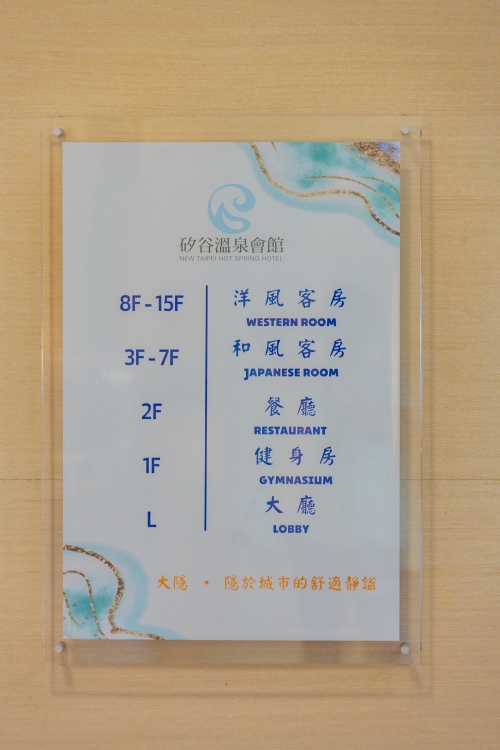 矽谷溫泉會館
NEW TAIPEI HOT SPRING HOTEL
8F - 15F 洋風客房
WESTERN ROOM
3F - 7F 和風客房
JAPANESE ROOM
2F 餐廳
RESTAURANT
1F 健身房
GYMNASIUM
L 大廳
LOBBY
大隱 · 隱於城市的舒適靜謐